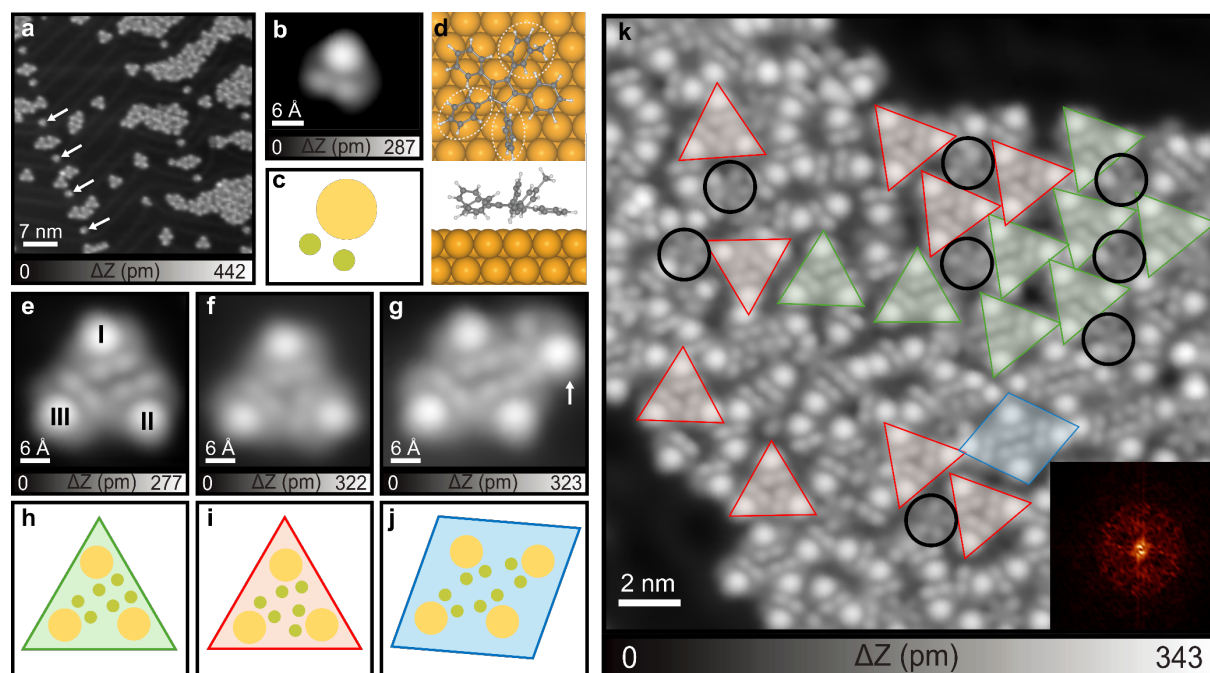 a
7 nm
0 ΔZ (pm) 442
b
6 Å
0 ΔZ (pm) 287
c
d
e
I
III
II
6 Å
0 ΔZ (pm) 277
f
6 Å
0 ΔZ (pm) 322
g
6 Å
0 ΔZ (pm) 323
h
i
j
k
2 nm
0 ΔZ (pm) 343